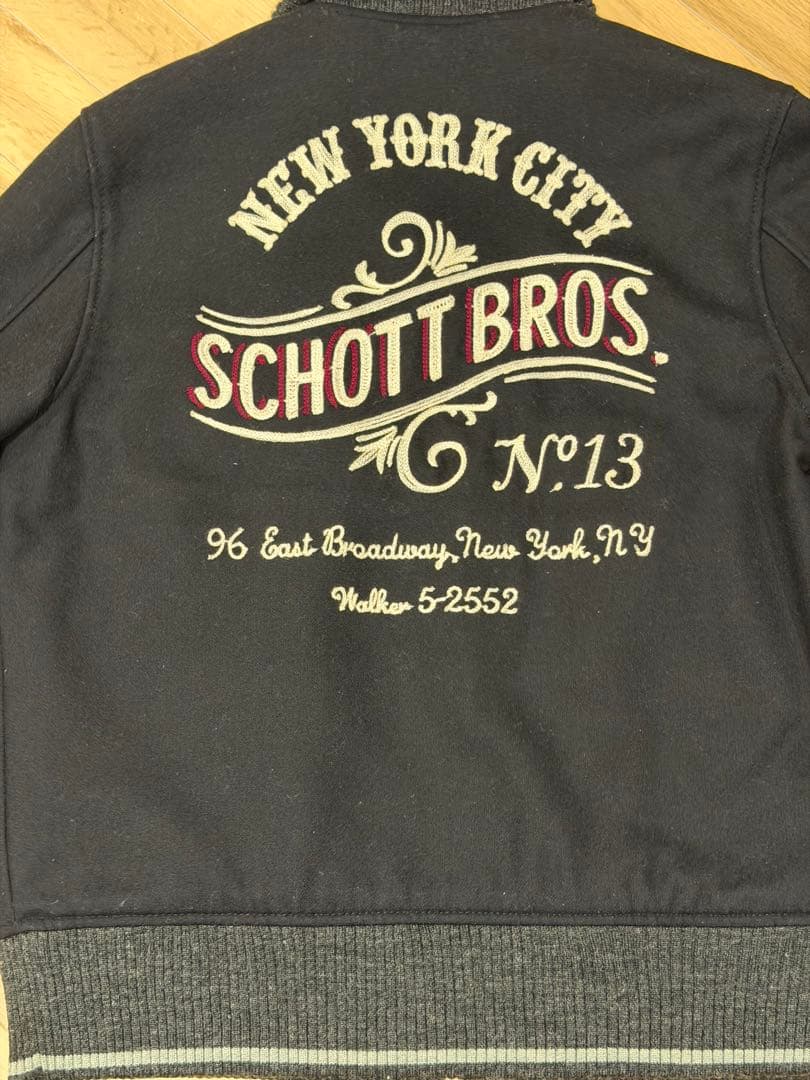 NEW YORK CITY
SCHOTT BROS.
Nº.13
96 East Broadway, New York, NY
Walker 5-2552